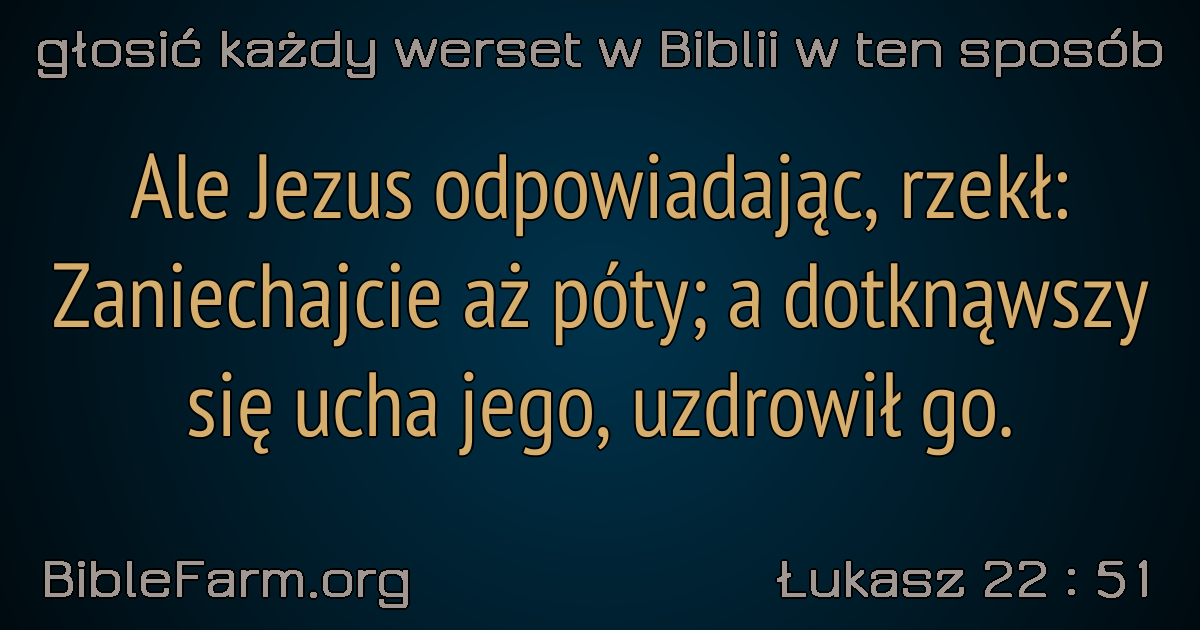 głosić każdy werset w Biblii w ten sposób
Ale Jezus odpowiadając, rzekł:
Zaniechajcie aż póty; a dotknąwszy
się ucha jego, uzdrowił go.
BibleFarm.org
Łukasz 22 : 51